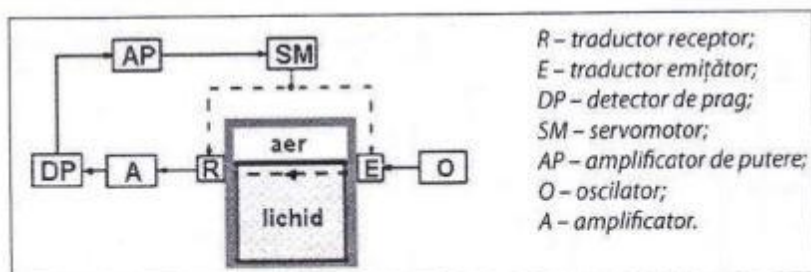 AP
SM
R – traductor receptor;
E – traductor emițător;
DP – detector de prag;
SM – servomotor;
AP – amplificator de putere;
O – oscilator;
A – amplificator.
aer
DP
A
R
E
O
lichid